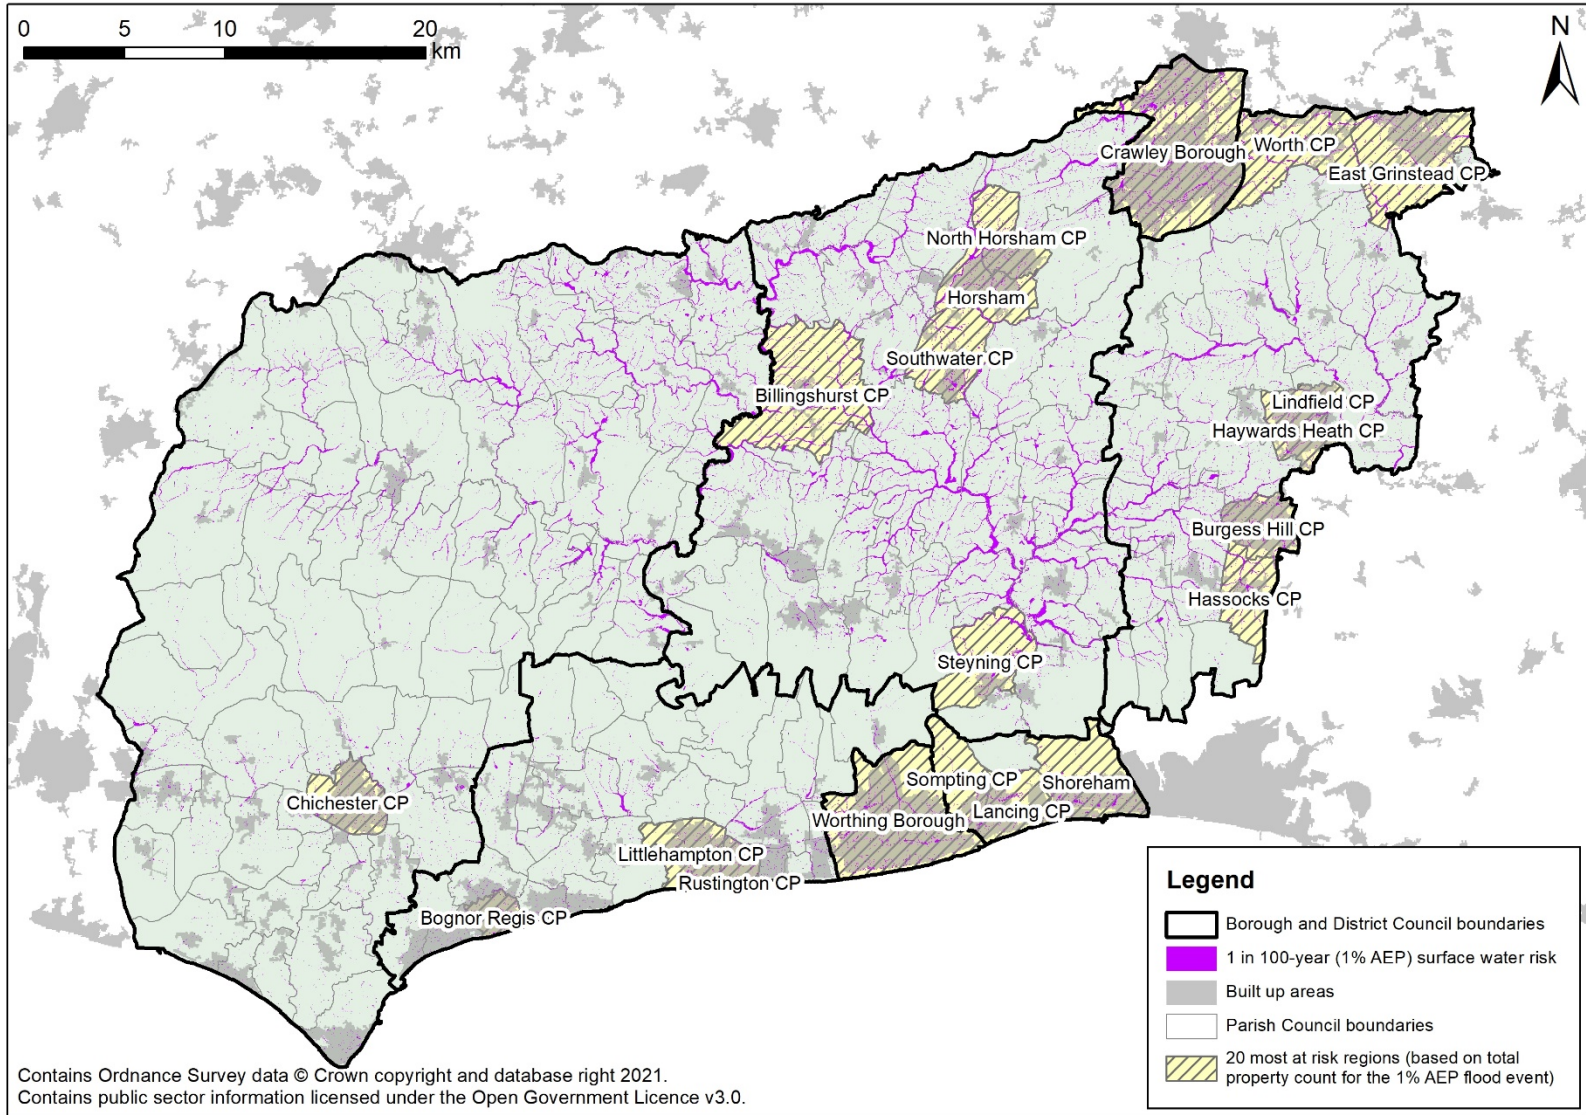 0 5 10 20
km
N
Crawley Borough
Worth CP
East Grinstead CP
North Horsham CP
Horsham
Southwater CP
Billingshurst CP
Lindfield CP
Haywards Heath CP
Burgess Hill CP
Hassocks CP
Steyning CP
Sompting CP
Shoreham
Chichester CP
Worthing Borough
Lancing CP
Littlehampton CP
Rustington CP
Bognor Regis CP
Legend
Borough and District Council boundaries
1 in 100-year (1% AEP) surface water risk
Built up areas
Parish Council boundaries
20 most at risk regions (based on total
property count for the 1% AEP flood event)
Contains Ordnance Survey data © Crown copyright and database right 2021.
Contains public sector information licensed under the Open Government Licence v3.0.